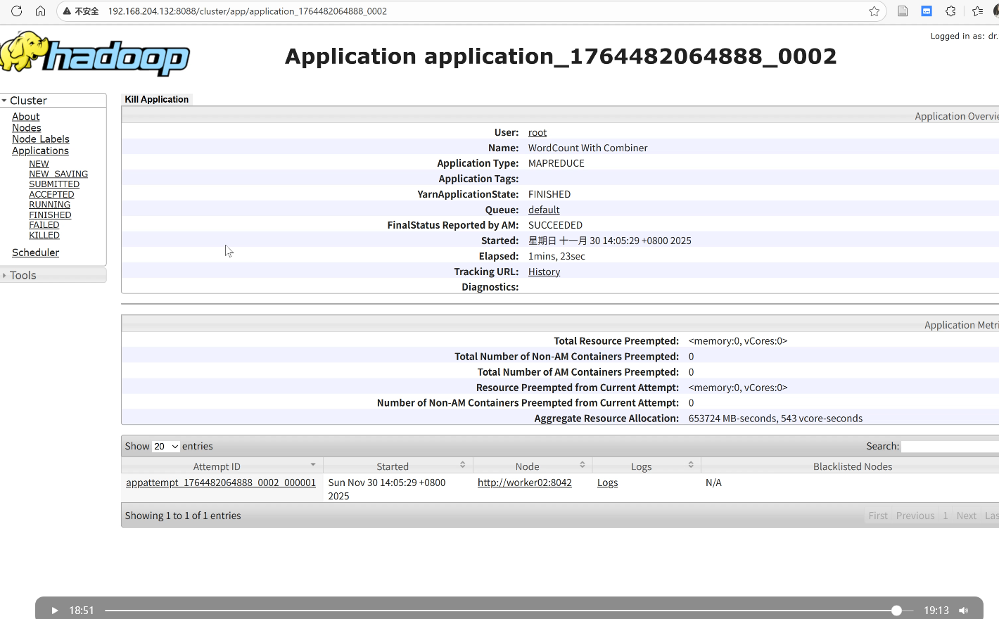 不安全 192.168.204.132:8088/cluster/app/application_1764482064888_0002
Logged in as: dr.
hadoop
Application application_1764482064888_0002
Cluster
About
Nodes
Node Labels
Applications
NEW
NEW_SAVING
SUBMITTED
ACCEPTED
RUNNING
FINISHED
FAILED
KILLED
Scheduler
Tools
Kill Application
Application Overvie
User: root
Name: WordCount With Combiner
Application Type: MAPREDUCE
Application Tags:
YarnApplicationState: FINISHED
Queue: default
FinalStatus Reported by AM: SUCCEEDED
Started: 星期日 十一月 30 14:05:29 +0800 2025
Elapsed: 1mins, 23sec
Tracking URL: History
Diagnostics:
Application Metri
Total Resource Preempted: <memory:0, vCores:0>
Total Number of Non-AM Containers Preempted: 0
Total Number of AM Containers Preempted: 0
Resource Preempted from Current Attempt: <memory:0, vCores:0>
Number of Non-AM Containers Preempted from Current Attempt: 0
Aggregate Resource Allocation: 653724 MB-seconds, 543 vcore-seconds
Show 20 entries Search:
Attempt ID Started Node Logs Blacklisted Nodes
appattempt_1764482064888_0002_000001 Sun Nov 30 14:05:29 +0800 http://worker02:8042 Logs N/A
2025
Showing 1 to 1 of 1 entries First Previous 1 Next Las
18:51 19:13